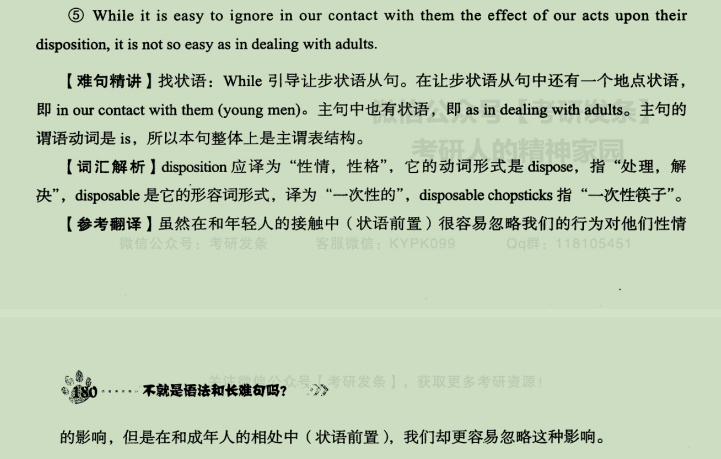 ⑤ While it is easy to ignore in our contact with them the effect of our acts upon their
disposition, it is not so easy as in dealing with adults.
【难句精讲】找状语：While 引导让步状语从句。在让步状语从句中还有一个地点状语，
即 in our contact with them (young men)。主句中也有状语，即 as in dealing with adults。主句的
谓语动词是 is，所以本句整体上是主谓表结构。
微信公众号【考研发条】
考研人的精神家园
【词汇解析】disposition 应译为“性情，性格”，它的动词形式是 dispose，指“处理，解
决”，disposable 是它的形容词形式，译为“一次性的”，disposable chopsticks 指“一次性筷子”。
【参考翻译】虽然在和年轻人的接触中（状语前置）很容易忽略我们的行为对他们性情
微信公众号：考研发条 客服微信：KYPK099 Qq群：118105451
关注微信公众号【考研发条】，获取更多考研资源！
180 ····· 不就是语法和长难句吗？
的影响，但是在和成年人的相处中（状语前置），我们却更容易忽略这种影响。